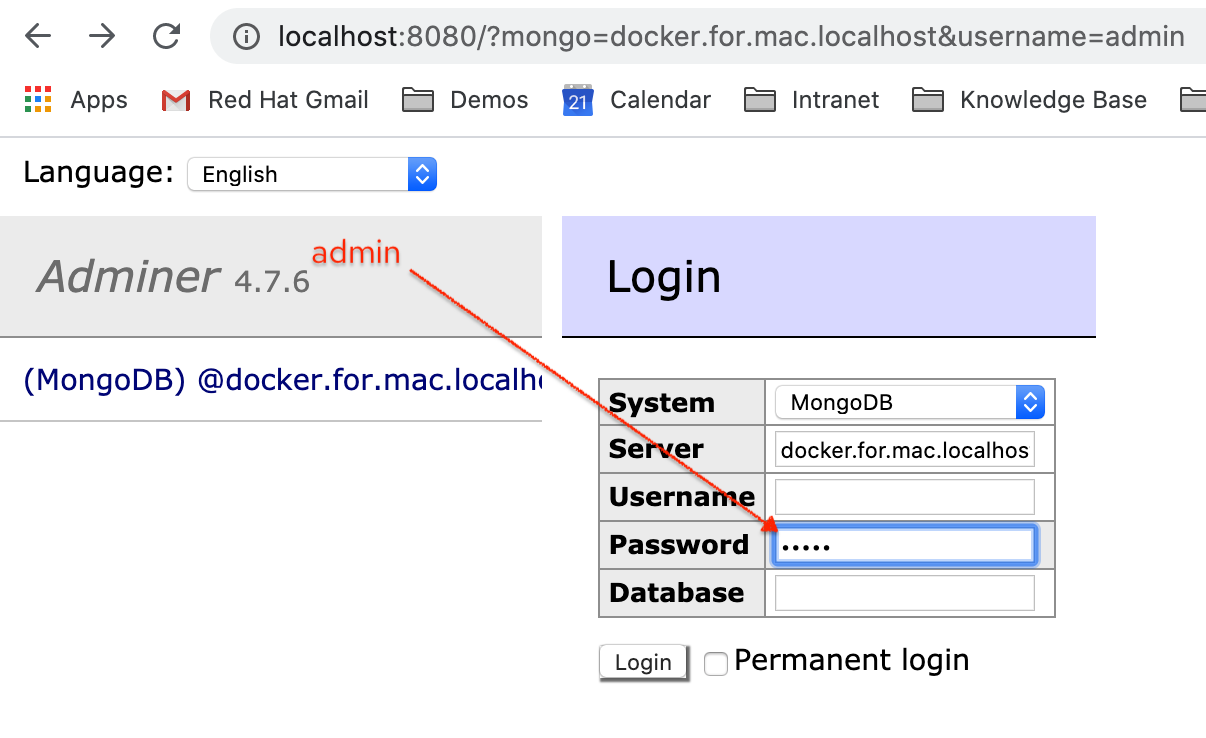 localhost:8080/?mongo=docker.for.mac.localhost&username=admin
Apps Red Hat Gmail Demos 21 Calendar Intranet Knowledge Base
Language: English
Adminer 4.7.6 admin Login
(MongoDB) @docker.for.mac.localh
System MongoDB
Server docker.for.mac.localhos
Username
Password •••••
Database
Login Permanent login